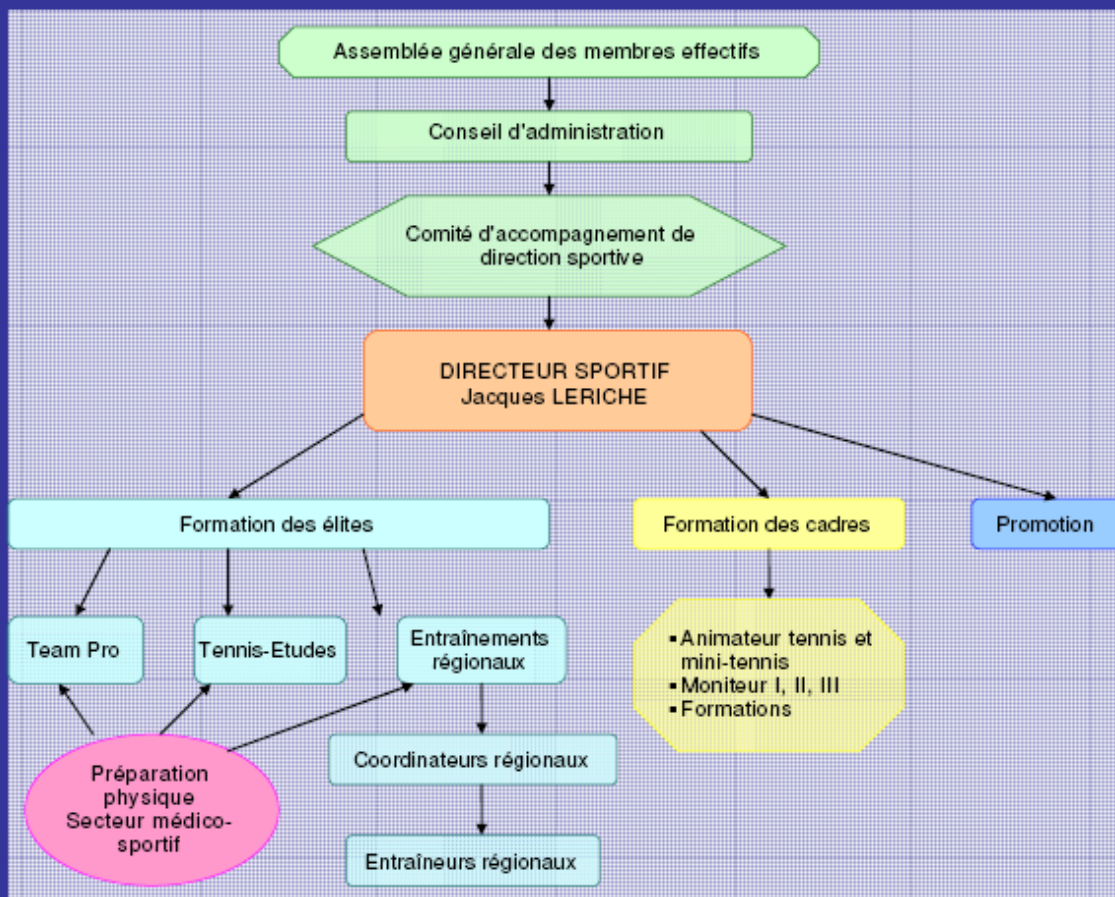 Assemblée générale des membres effectifs
Conseil d'administration
Comité d'accompagnement de
direction sportive
DIRECTEUR SPORTIF
Jacques LERICHE
Formation des élites
Formation des cadres
Promotion
Team Pro
Tennis-Etudes
Entraînements
régionaux
▪Animateur tennis et
mini-tennis
▪Moniteur I, II, III
▪Formations
Préparation
physique
Secteur médico-
sportif
Coordinateurs régionaux
Entraîneurs régionaux